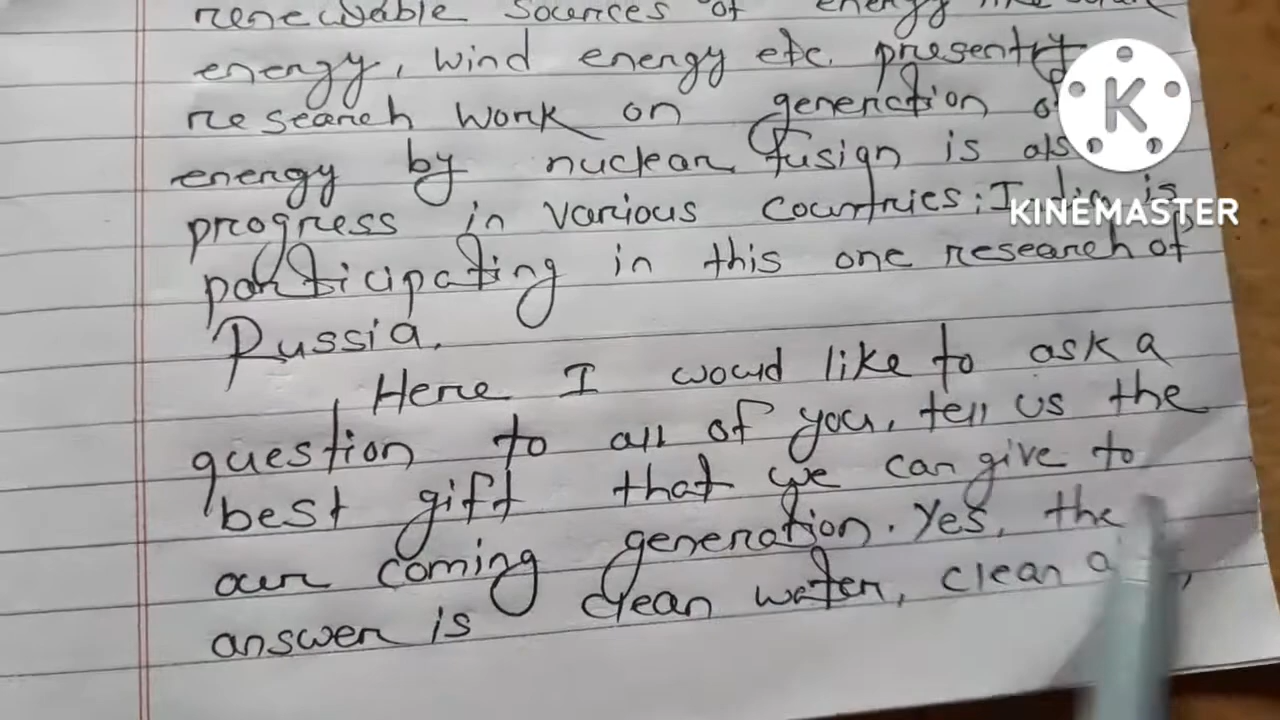 renewable sources of energy like
energy, wind energy etc. presently
research work on generation of
energy by nuclear fusion is also
progress in various countries; India is
participating in this one research of
Russia.
Here I would like to ask a
question to all of you, tell us the
best gift that we can give to
our coming generation. Yes, the
answer is clean water, clean
K
KINEMASTER